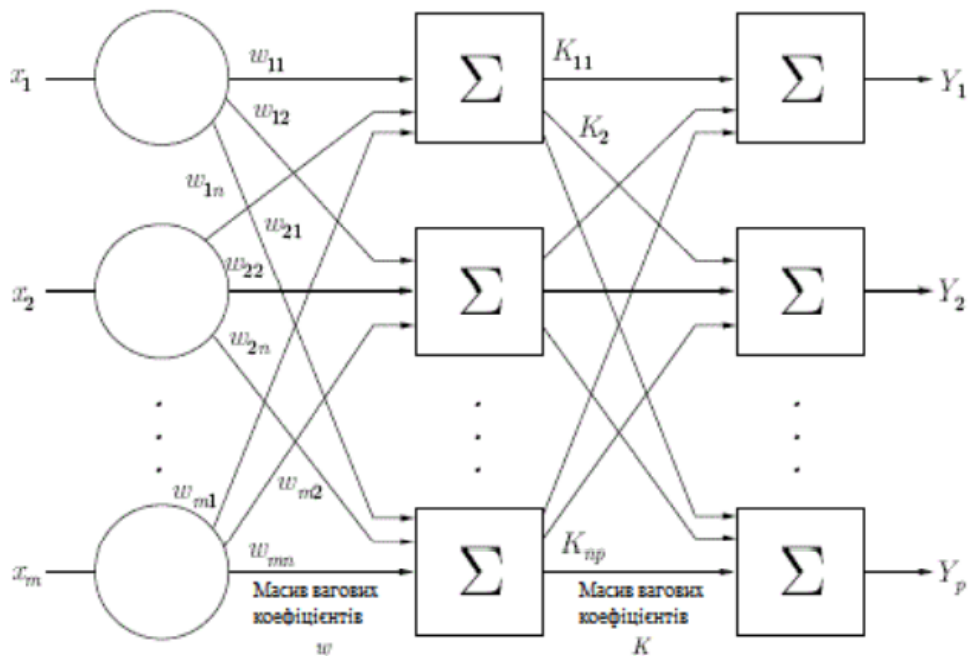 x₁ w₁₁ Σ K₁₁ Σ Y₁
w₁₂ K₂
w₁ₙ
w₂₁
x₂ w₂₂ Σ Σ Y₂
w₂ₙ
wₘ₁ wₘ₂
xₘ wₘₙ Σ Kₙₚ Σ Yₚ
Масив вагових Масив вагових
коефіцієнтів коефіцієнтів
w K